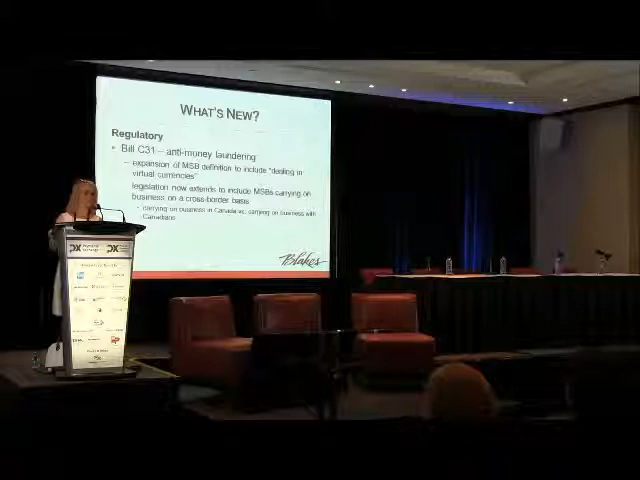 WHAT'S NEW?
Regulatory
• Bill C31 – anti-money laundering
– expansion of MSB definition to include "dealing in
virtual currencies"
legislation now extends to include MSBs carrying on
business on a cross-border basis
• carrying on business in Canada vs. carrying on business with
Canadians
Blakes